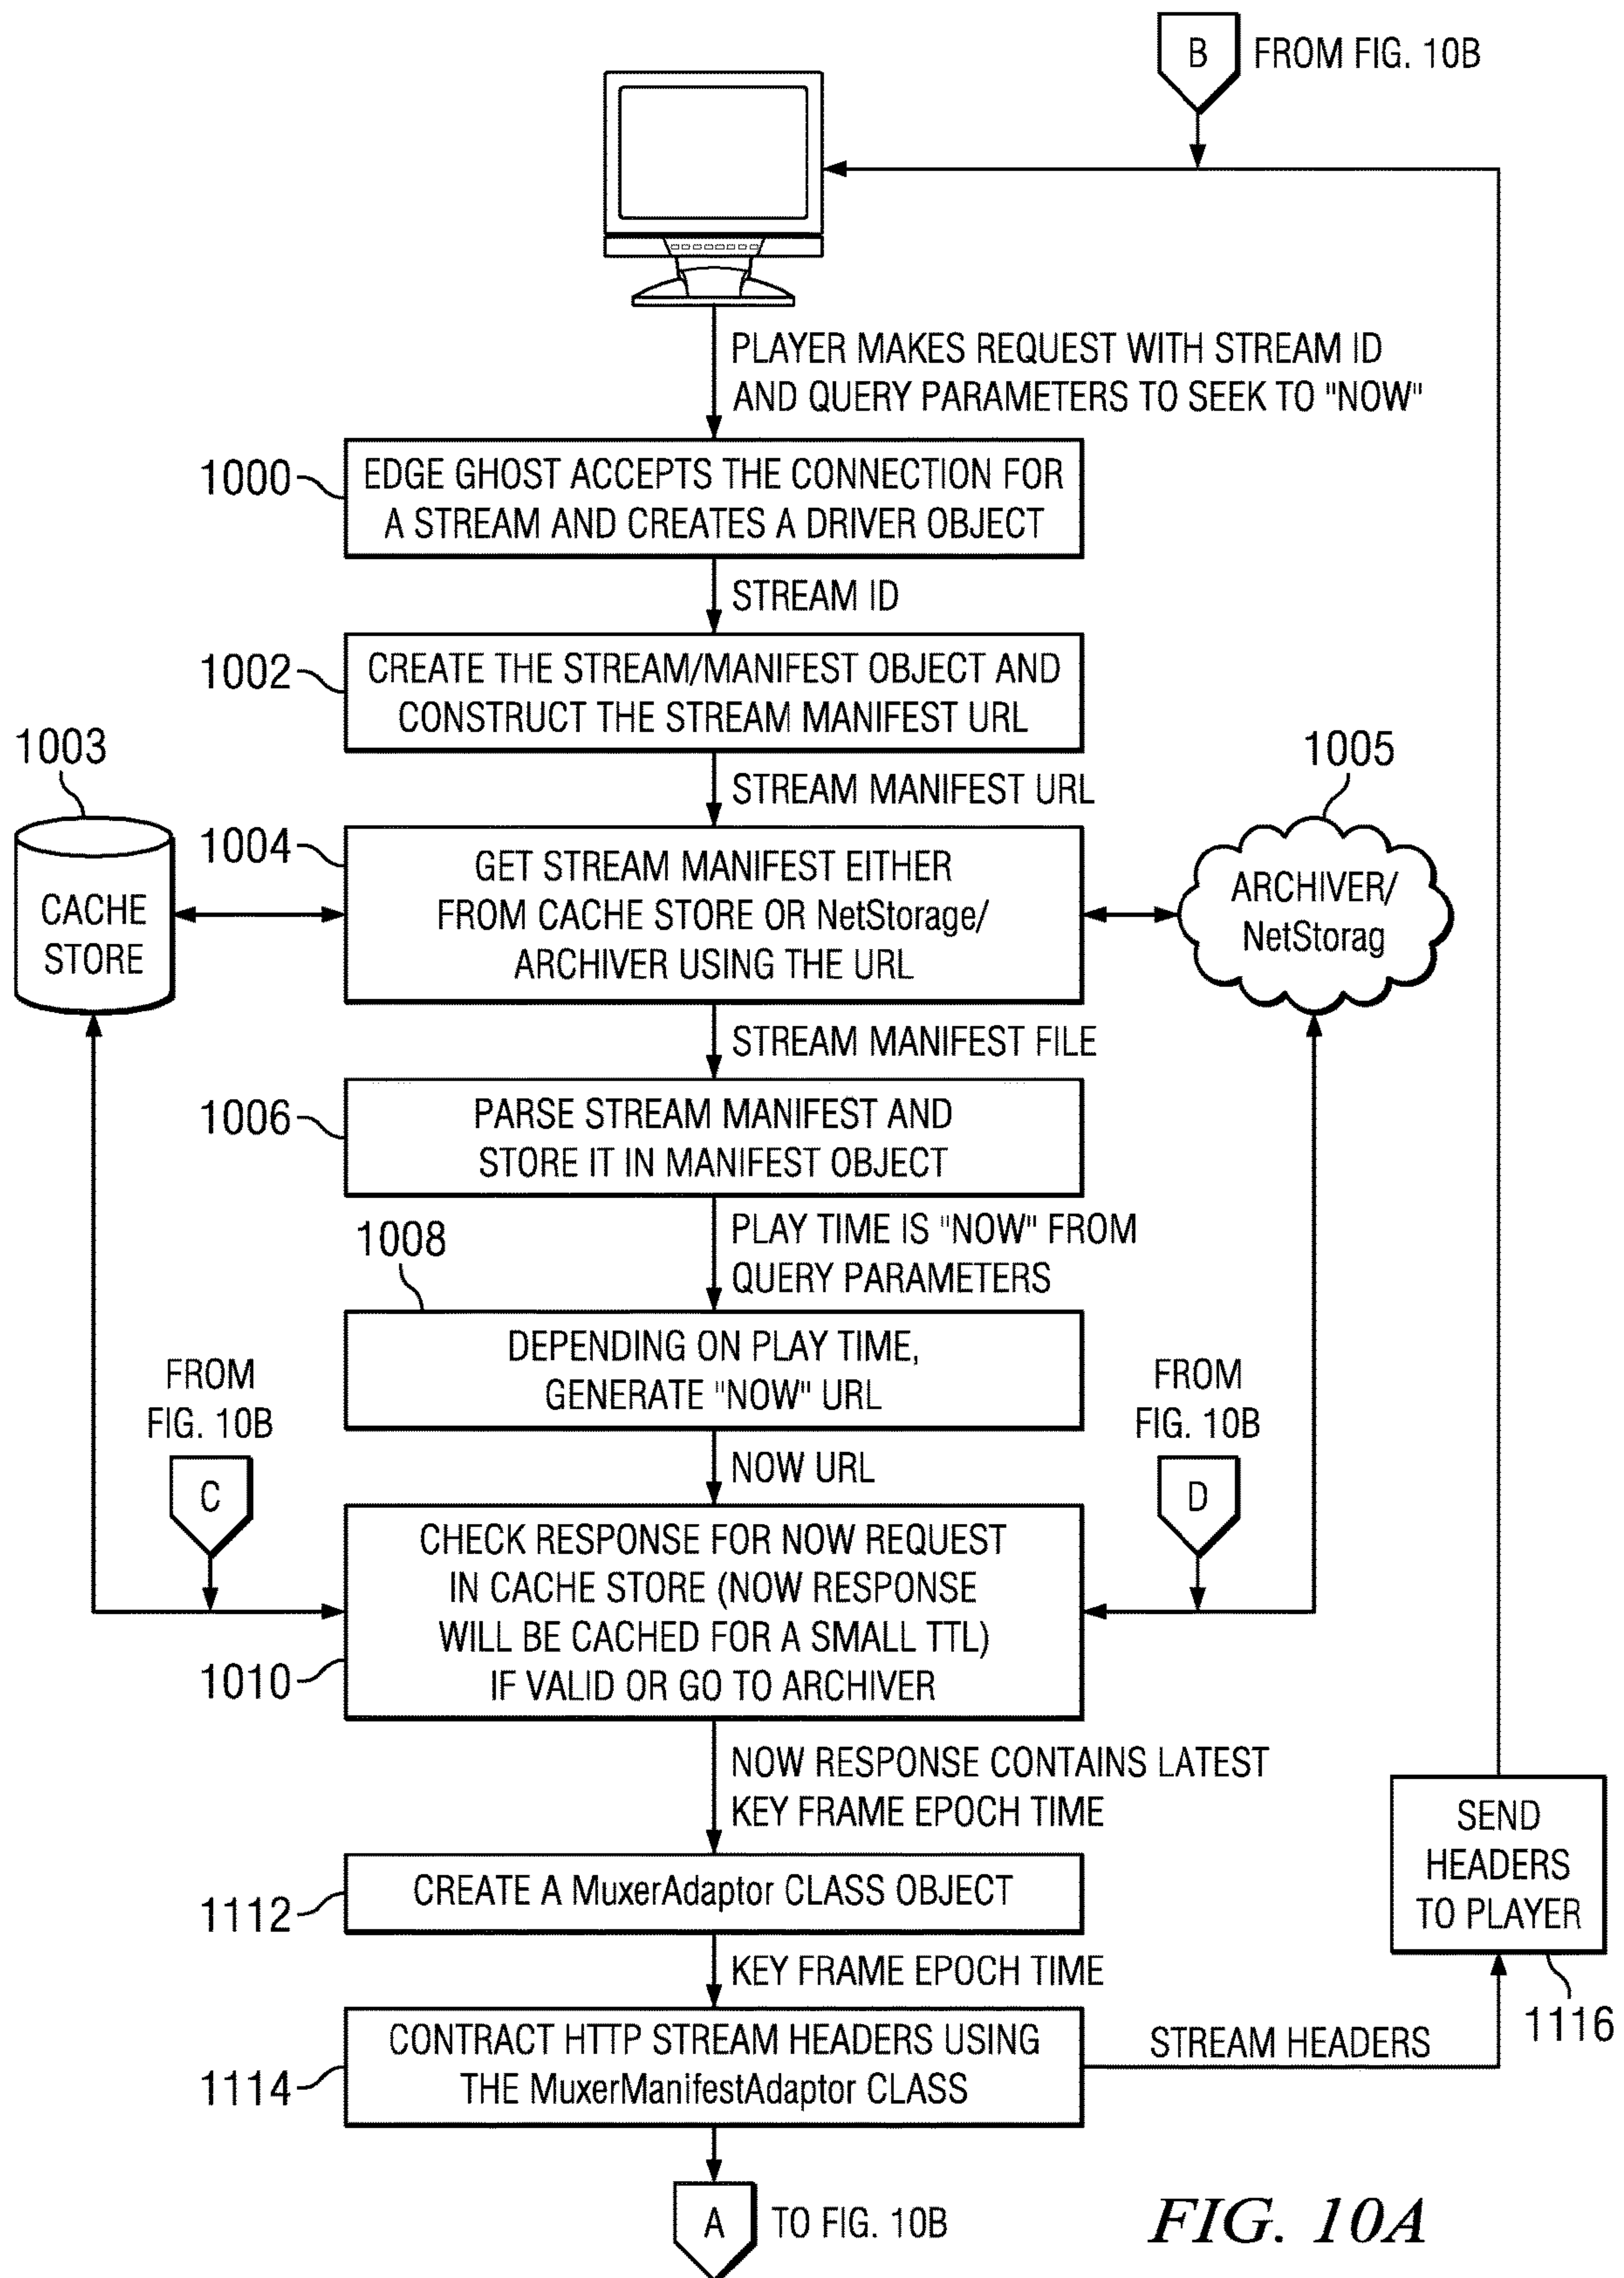 B
FROM FIG. 10B
PLAYER MAKES REQUEST WITH STREAM ID
AND QUERY PARAMETERS TO SEEK TO "NOW"
1000
EDGE GHOST ACCEPTS THE CONNECTION FOR
A STREAM AND CREATES A DRIVER OBJECT
STREAM ID
1002
CREATE THE STREAM/MANIFEST OBJECT AND
CONSTRUCT THE STREAM MANIFEST URL
1003
1005
STREAM MANIFEST URL
CACHE
STORE
1004
GET STREAM MANIFEST EITHER
FROM CACHE STORE OR NetStorage/
ARCHIVER USING THE URL
ARCHIVER/
NetStorag
STREAM MANIFEST FILE
1006
PARSE STREAM MANIFEST AND
STORE IT IN MANIFEST OBJECT
PLAY TIME IS "NOW" FROM
QUERY PARAMETERS
1008
DEPENDING ON PLAY TIME,
GENERATE "NOW" URL
FROM
FIG. 10B
C
FROM
FIG. 10B
D
NOW URL
CHECK RESPONSE FOR NOW REQUEST
IN CACHE STORE (NOW RESPONSE
WILL BE CACHED FOR A SMALL TTL)
IF VALID OR GO TO ARCHIVER
1010
NOW RESPONSE CONTAINS LATEST
KEY FRAME EPOCH TIME
1112
CREATE A MuxerAdaptor CLASS OBJECT
SEND
HEADERS
TO PLAYER
1116
KEY FRAME EPOCH TIME
1114
CONTRACT HTTP STREAM HEADERS USING
THE MuxerManifestAdaptor CLASS
STREAM HEADERS
A
TO FIG. 10B
FIG. 10A